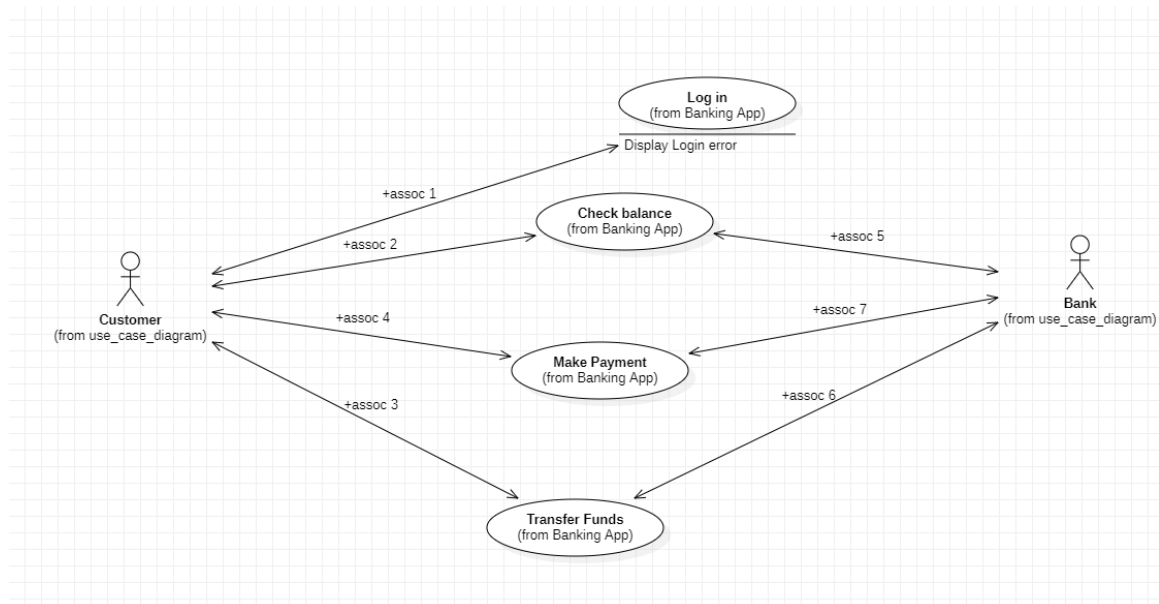 Log in
(from Banking App)
Display Login error
+assoc 1
Check balance
(from Banking App)
+assoc 2
+assoc 5
Customer
(from use_case_diagram)
Bank
(from use_case_diagram)
+assoc 4
+assoc 7
Make Payment
(from Banking App)
+assoc 3
+assoc 6
Transfer Funds
(from Banking App)